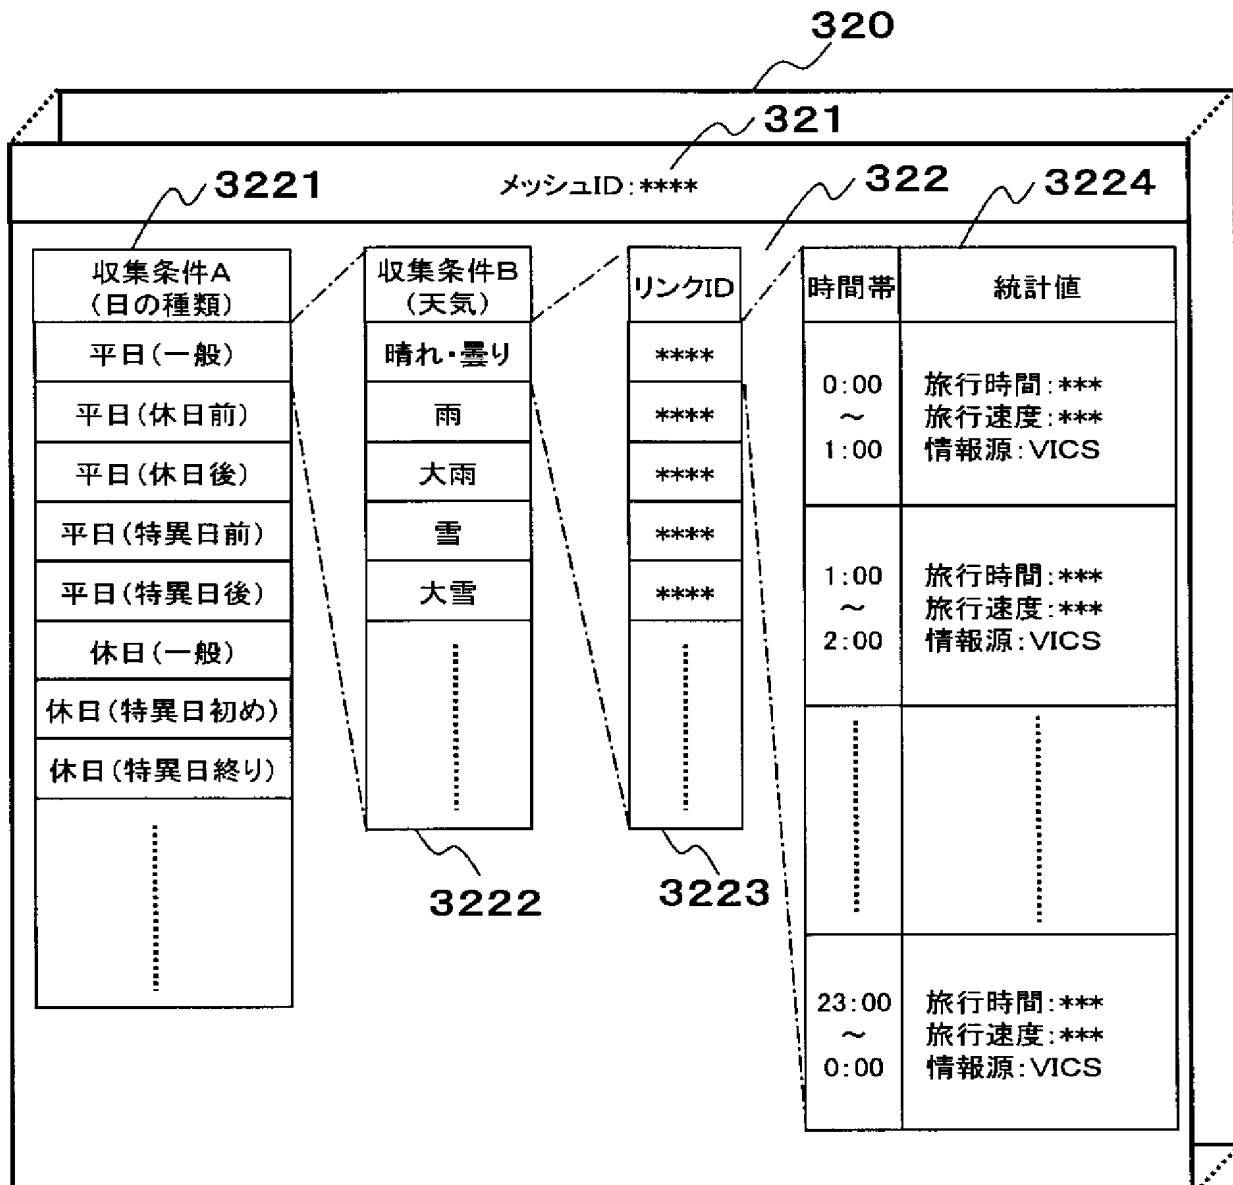 320
321
メッシュID:****
3221
322
3224
収集条件A
(日の種類)
平日(一般)
平日(休日前)
平日(休日後)
平日(特異日前)
平日(特異日後)
休日(一般)
休日(特異日初め)
休日(特異日終り)
収集条件B
(天気)
晴れ・曇り
雨
大雨
雪
大雪
3222
リンクID
****
****
****
****
****
3223
時間帯
統計値
0:00
~
1:00
旅行時間:***
旅行速度:***
情報源:VICS
1:00
~
2:00
旅行時間:***
旅行速度:***
情報源:VICS
23:00
~
0:00
旅行時間:***
旅行速度:***
情報源:VICS